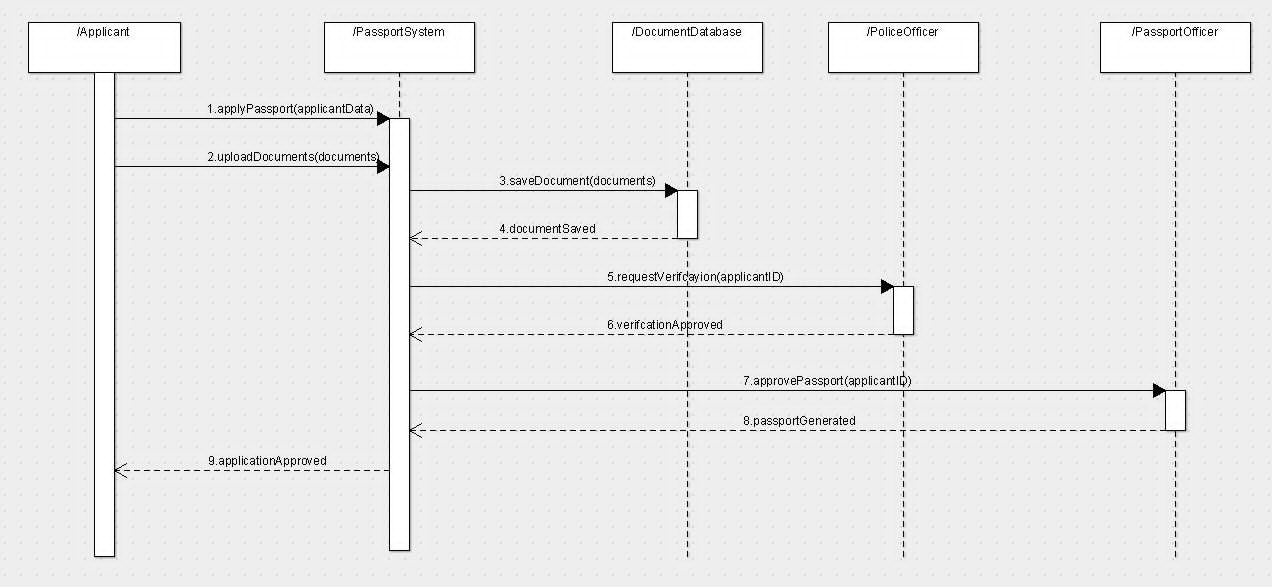 /Applicant
/PassportSystem
/DocumentDatabase
/PoliceOfficer
/PassportOfficer
1.applyPassport(applicantData)
2.uploadDocuments(documents)
3.saveDocument(documents)
4.documentSaved
5.requestVerifcayion(applicantID)
6.verifcationApproved
7.approvePassport(applicantID)
8.passportGenerated
9.applicationApproved